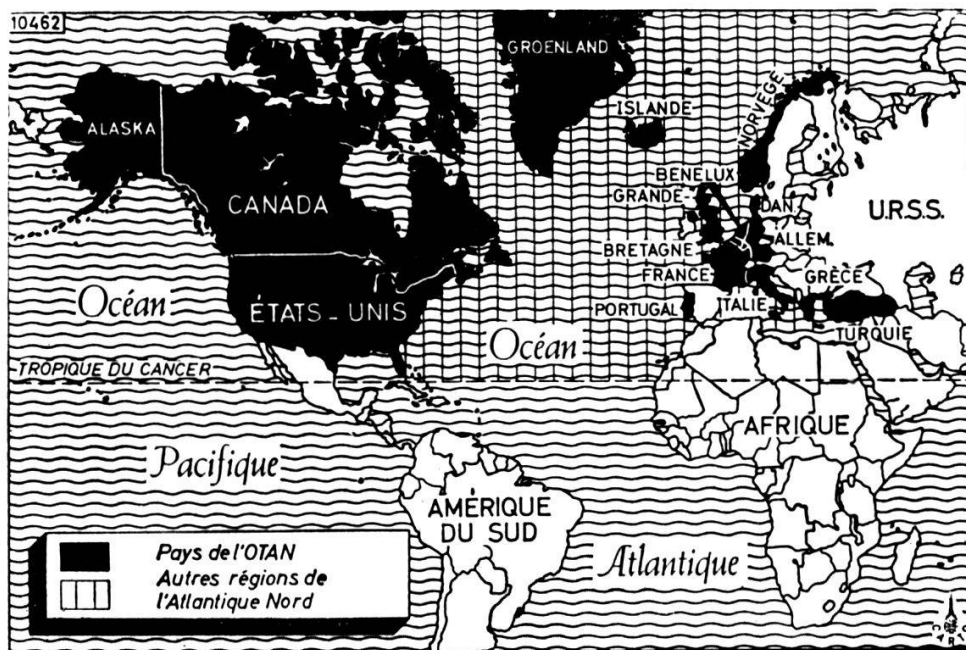 10462
GROENLAND
ALASKA
ISLANDE
NORVÈGE
BENELUX
GRANDE-
BRETAGNE
DAN.
CANADA
U.R.S.S.
ALLEM.
FRANCE
GRÈCE
Océan
ÉTATS-UNIS
PORTUGAL
ITALIE
TURQUIE
Océan
TROPIQUE DU CANCER
AFRIQUE
Pacifique
AMÉRIQUE
DU SUD
Atlantique
Pays de l'OTAN
Autres régions de
l'Atlantique Nord